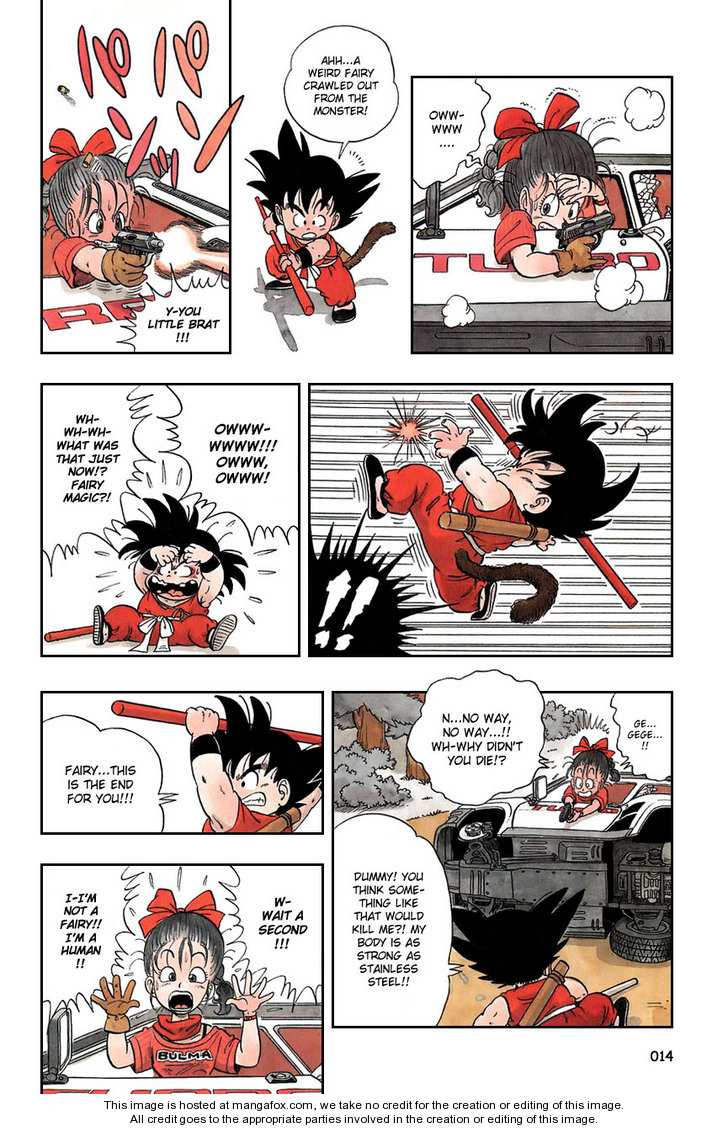 OWW-
WWW
....
TURBO
AHH...A
WEIRD FAIRY
CRAWLED OUT
FROM THE
MONSTER!
パン
パン
Y-YOU
LITTLE BRAT
!!!
!!
OWWW-
WWWW!!!
OWWW,
OWWW!
WH-
WH-WH-
WHAT WAS
THAT JUST
NOW!?
FAIRY
MAGIC?!
GE...
GEGE...
!!
N...NO WAY,
NO WAY...!!
WH-WHY DIDN'T
YOU DIE!?
DUMMY! YOU
THINK SOME-
THING LIKE
THAT WOULD
KILL ME?! MY
BODY IS AS
STRONG AS
STAINLESS
STEEL!!
FAIRY...THIS
IS THE END
FOR YOU!!!
W-
WAIT A
SECOND
!!!
I-I'M
NOT A
FAIRY!!
I'M A
HUMAN
!!
BULMA
014
This image is hosted at mangafox.com, we take no credit for the creation or editing of this image.
All credit goes to the appropriate parties involved in the creation or editing of this image.